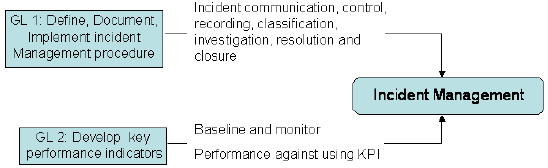 GL 1: Define, Document,
Implement incident
Management procedure
Incident communication, control,
recording, classification,
investigation, resolution and
closure
Incident Management
GL 2: Develop key
performance indicators
Baseline and monitor
Performance against using KPI